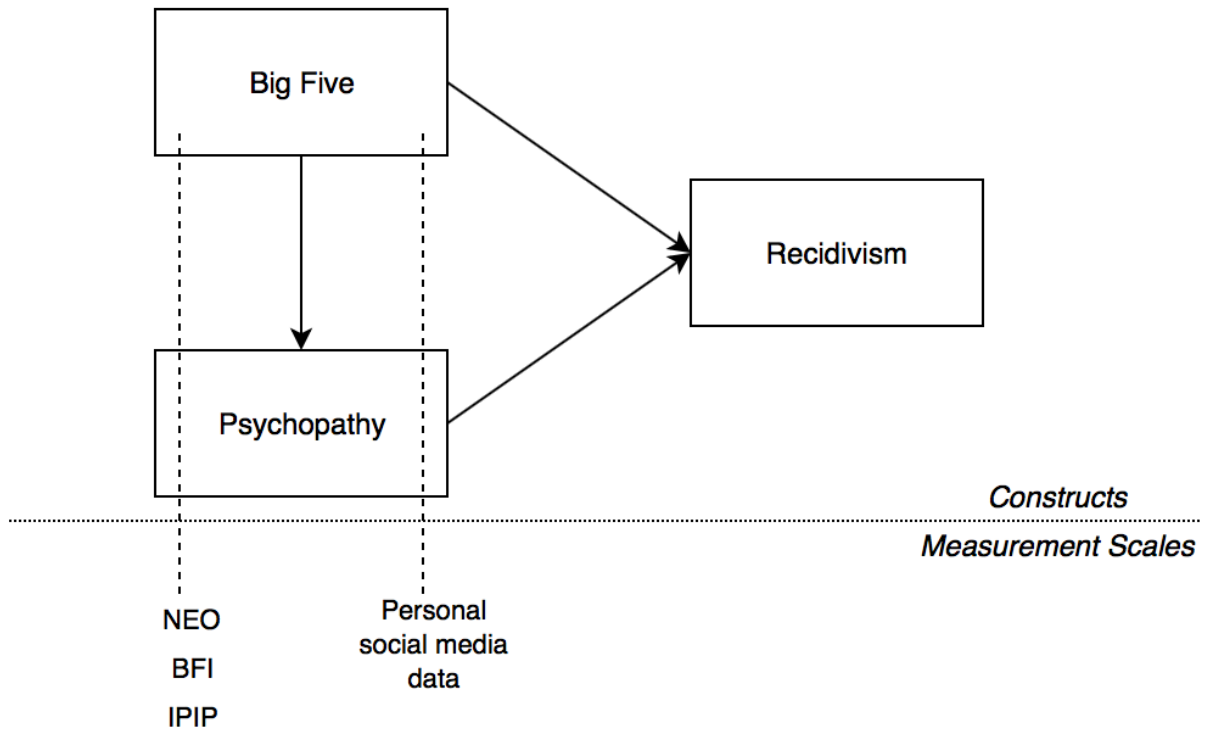 Big Five
Recidivism
Psychopathy
Constructs
Measurement Scales
NEO
BFI
IPIP
Personal
social media
data